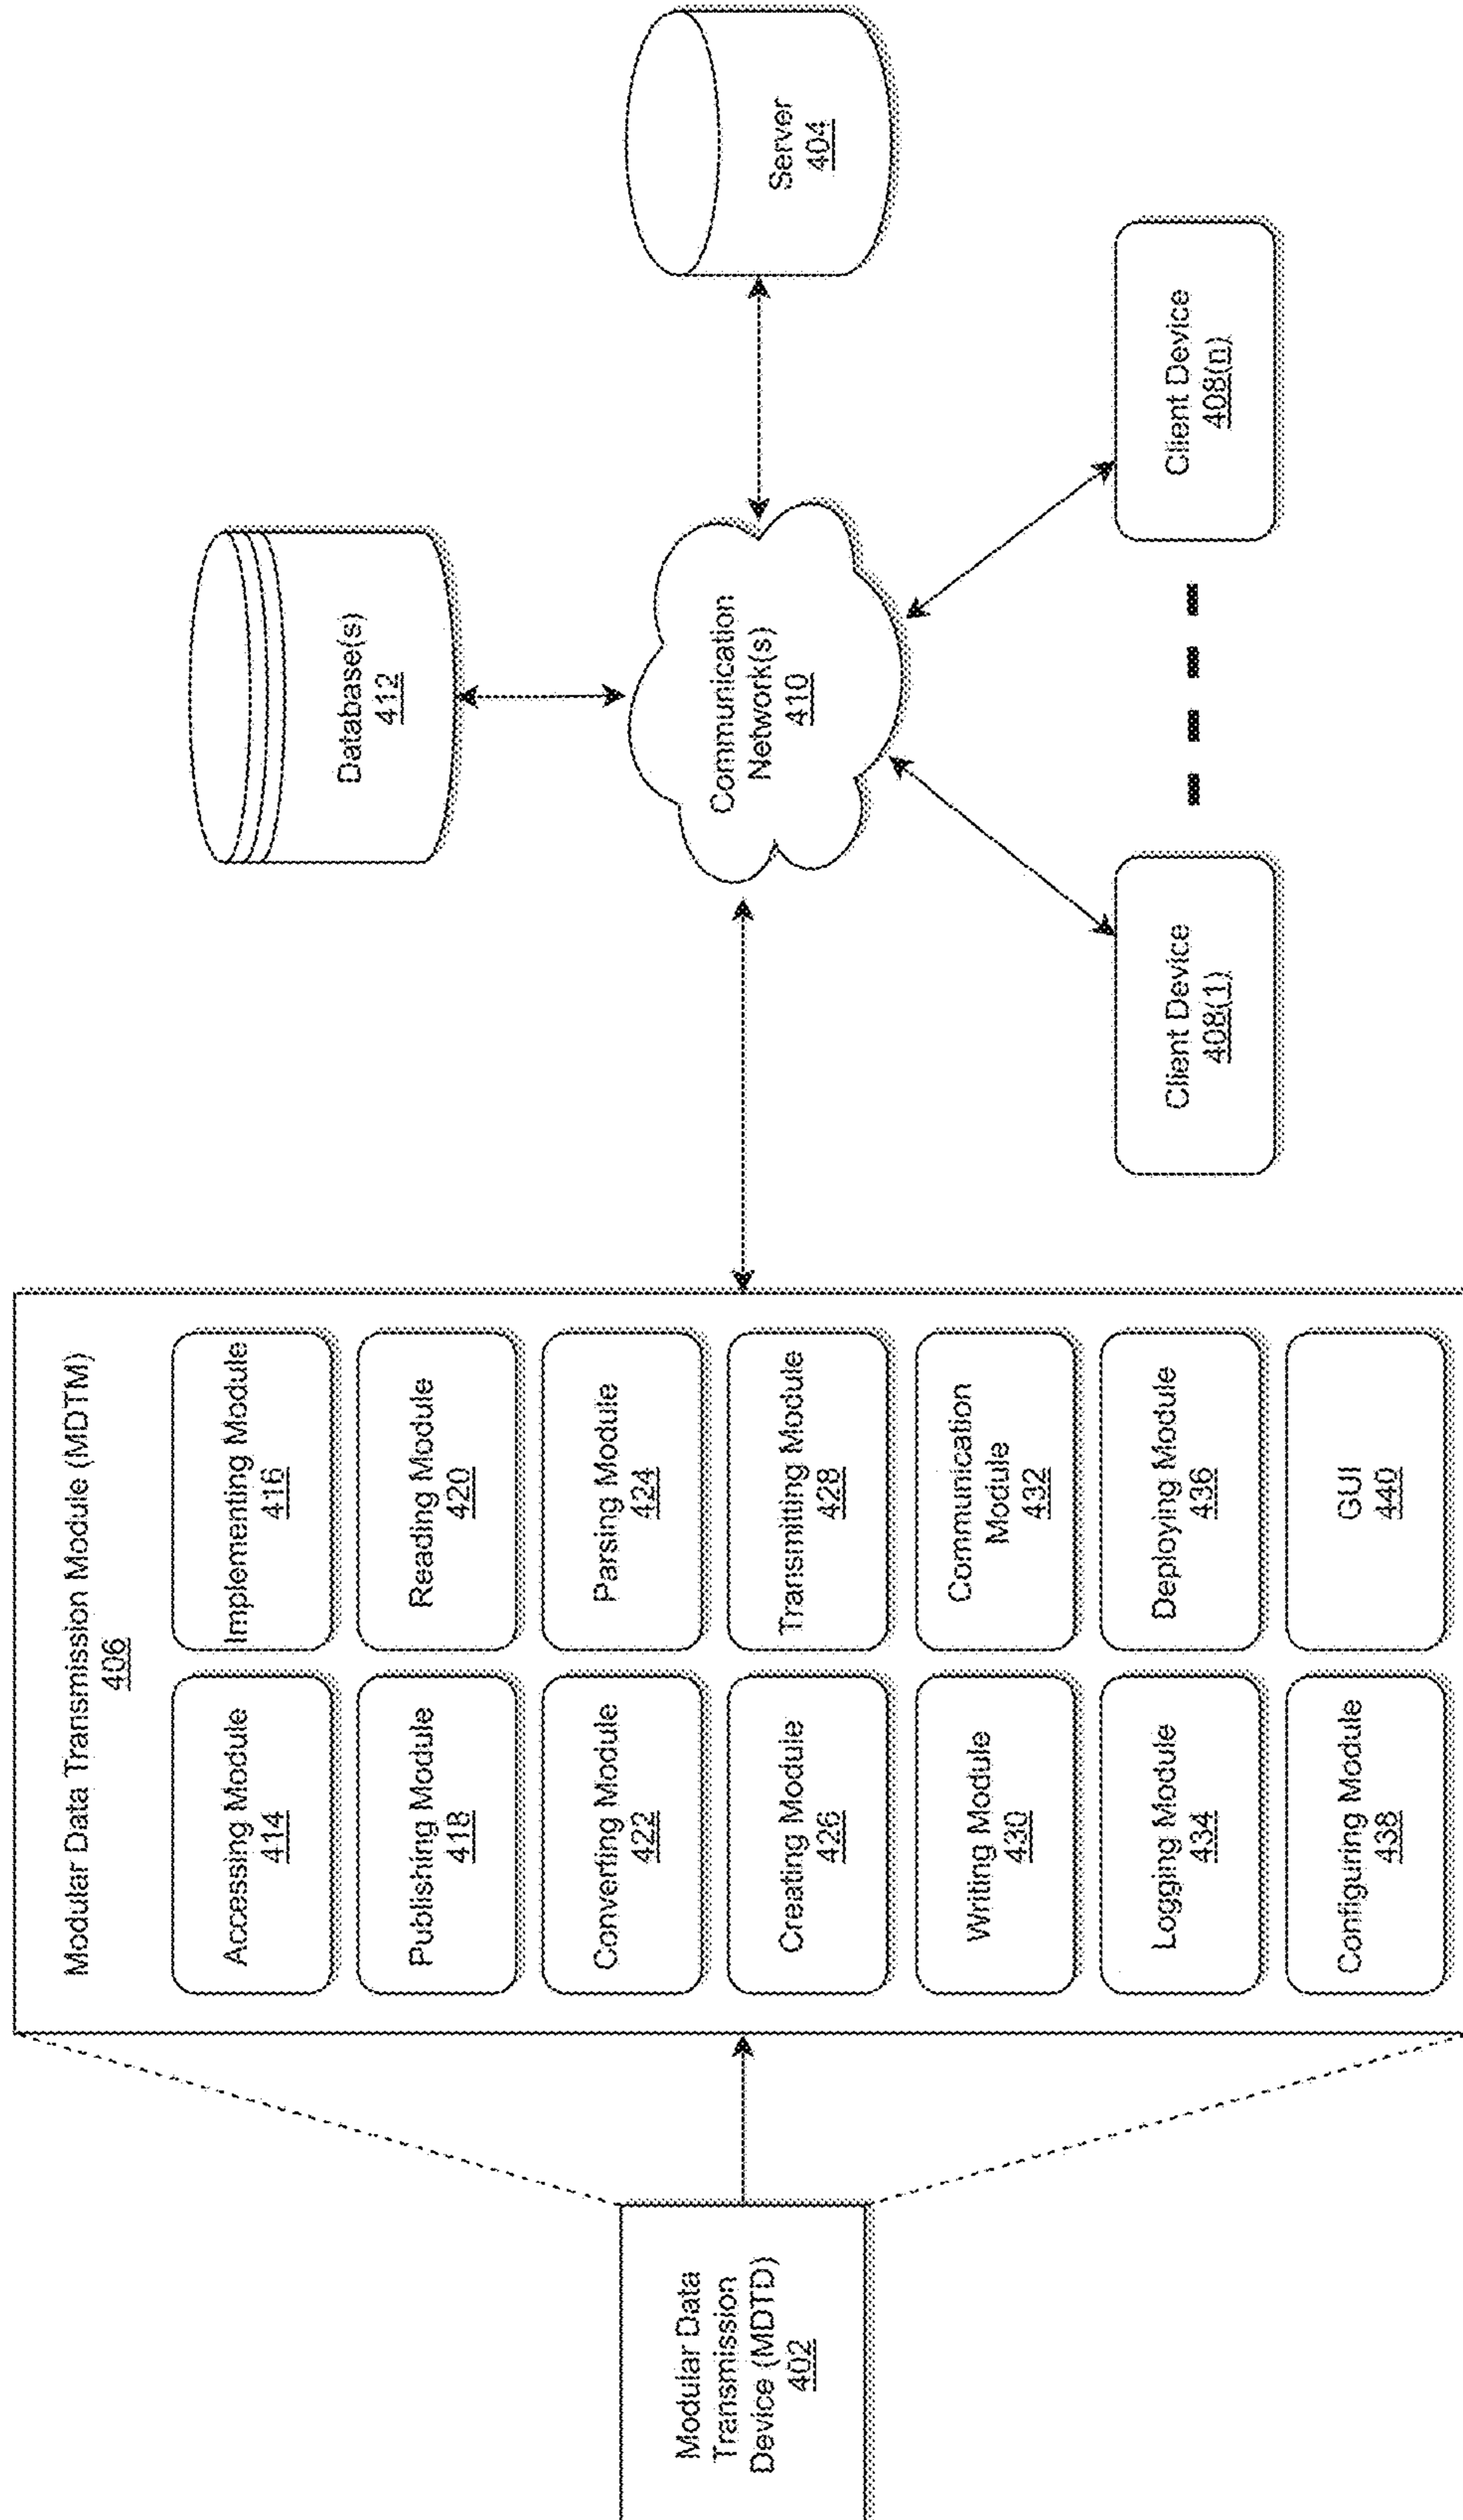 Modular Data
Transmission
Device (MDTD)
402
Modular Data Transmission Module (MDTM)
406
Accessing Module
414
Implementing Module
416
Publishing Module
418
Reading Module
420
Converting Module
422
Parsing Module
424
Creating Module
426
Transmitting Module
428
Writing Module
430
Communication
Module
432
Logging Module
434
Deploying Module
436
Configuring Module
438
GUI
440
Database(s)
412
Communication
Network(s)
410
Server
404
Client Device
408(1)
Client Device
408(n)